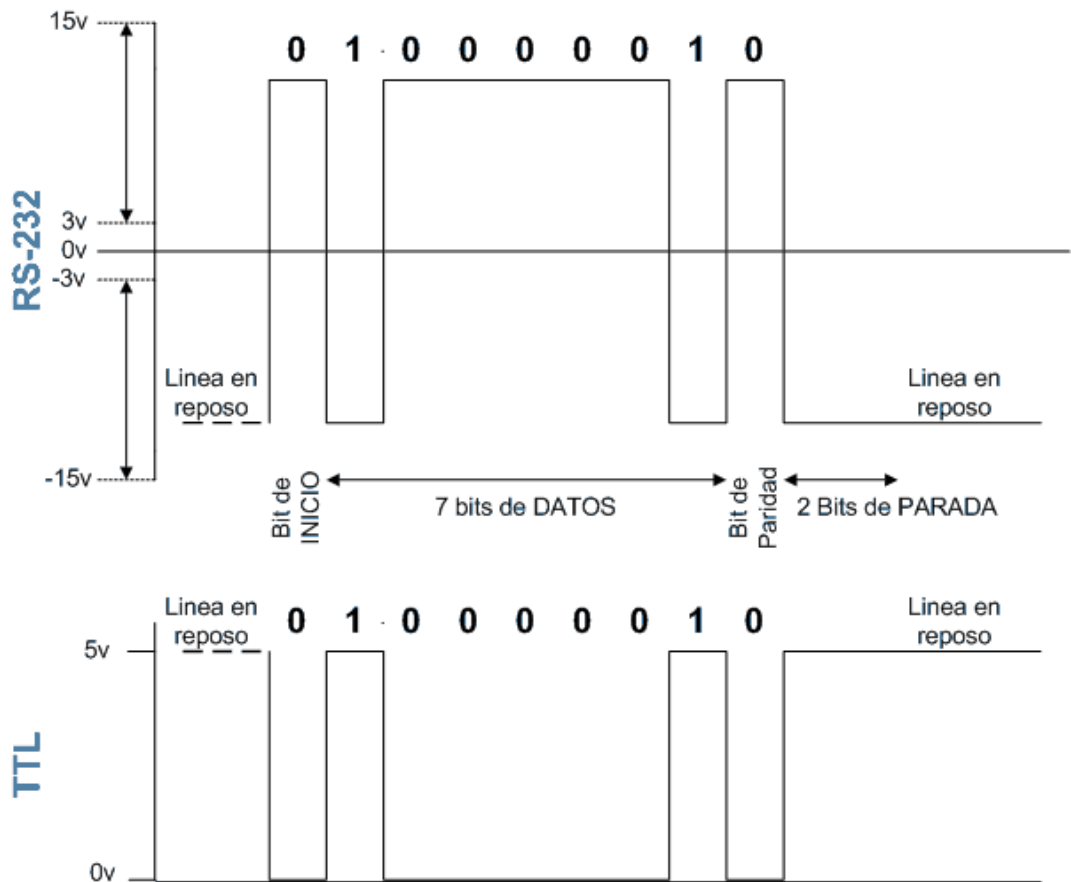 15v
0 1 0 0 0 0 0 1 0
RS-232
3v
0v
-3v
Linea en
reposo
Linea en
reposo
-15v
Bit de
INICIO
7 bits de DATOS
Bit de
Paridad
2 Bits de PARADA
Linea en
reposo
0 1 0 0 0 0 0 1 0
Linea en
reposo
5v
TTL
0v